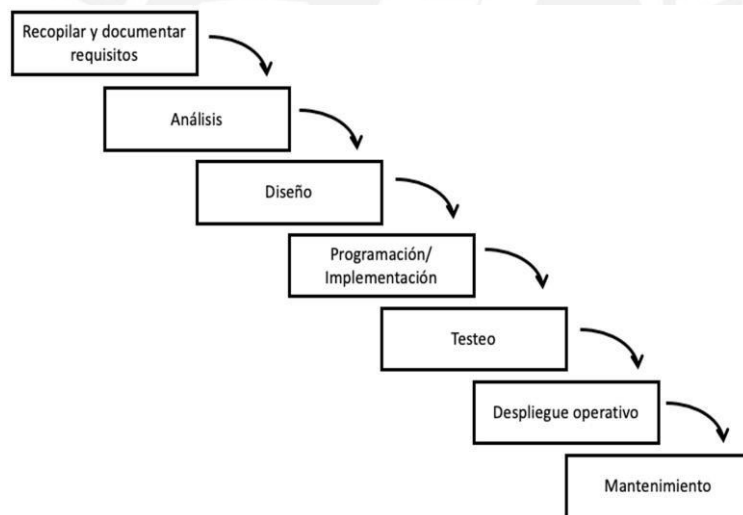 Recopilar y documentar
requisitos
Análisis
Diseño
Programación/
Implementación
Testeo
Despliegue operativo
Mantenimiento